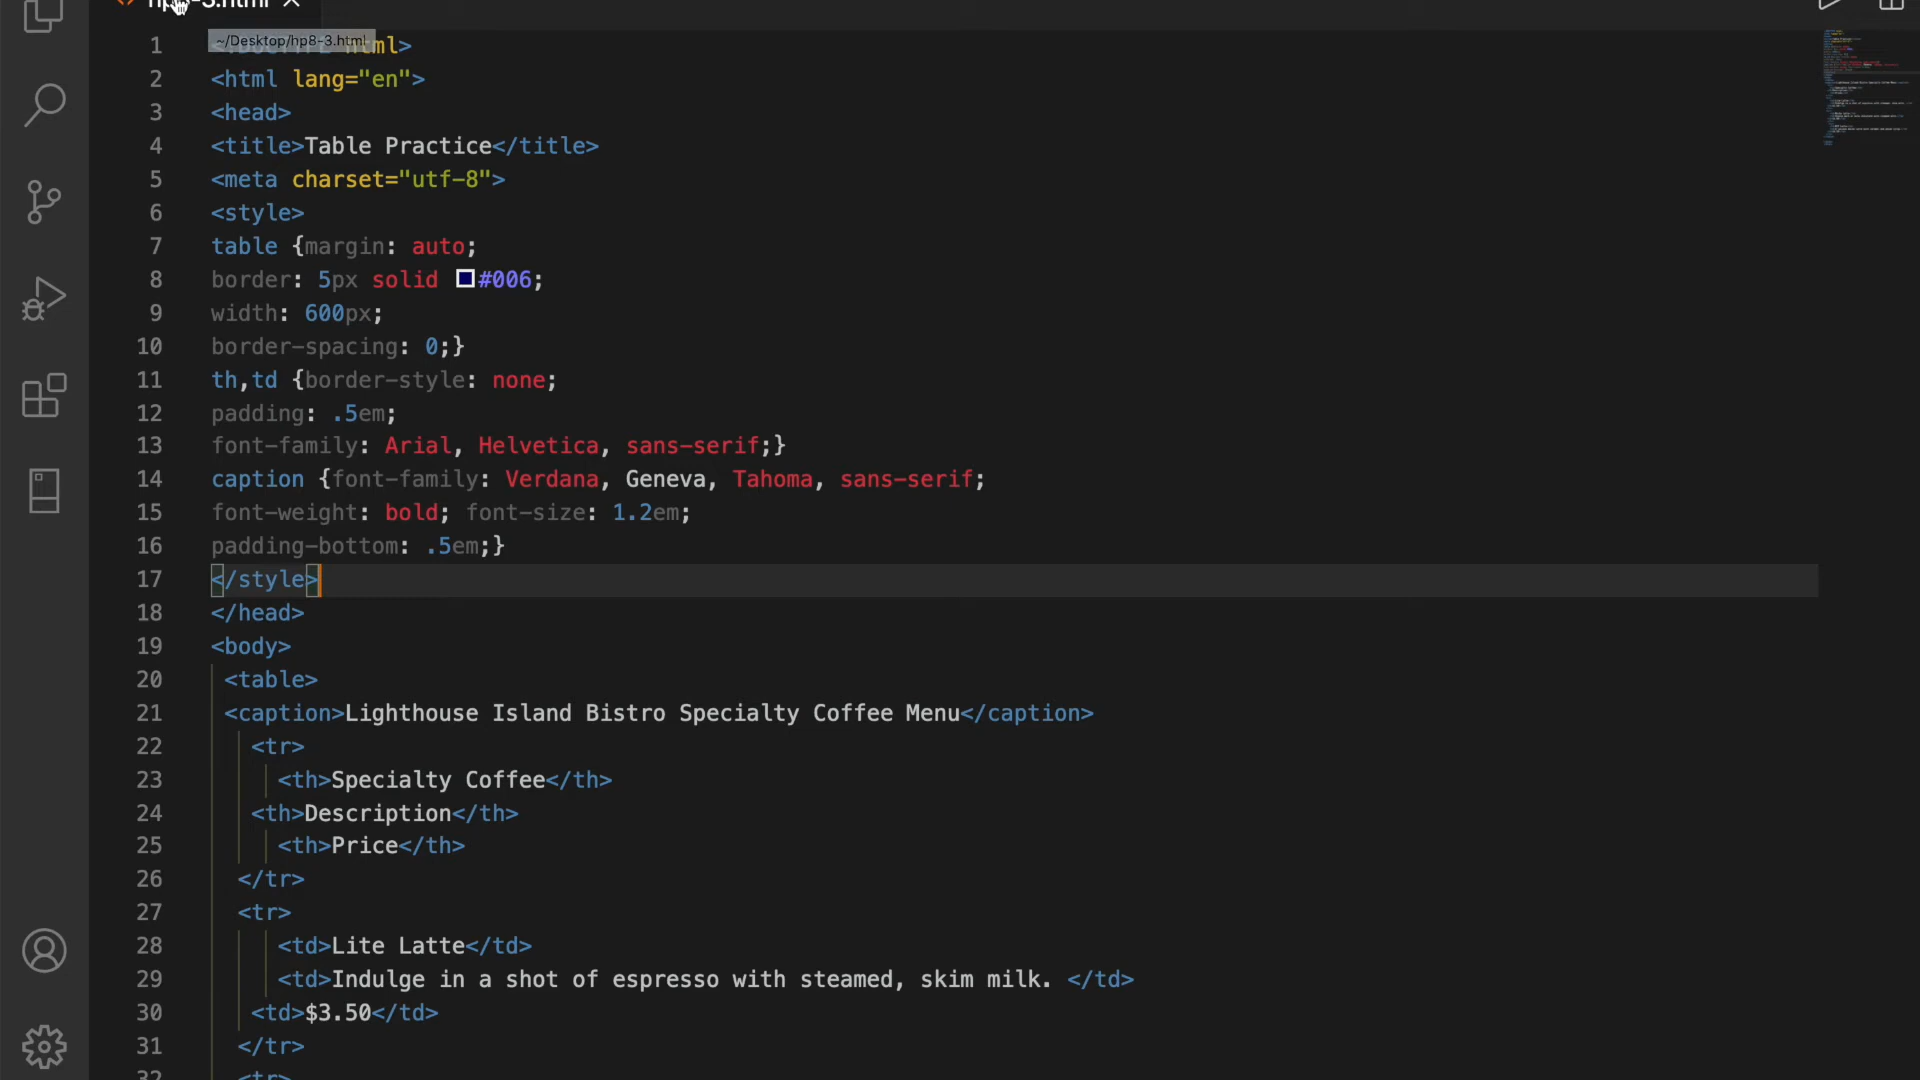 ~/Desktop/hp8-3.html
1 html>
2 <html lang="en">
3 <head>
4 <title>Table Practice</title>
5 <meta charset="utf-8">
6 <style>
7 table {margin: auto;
8 border: 5px solid #006;
9 width: 600px;
10 border-spacing: 0;}
11 th,td {border-style: none;
12 padding: .5em;
13 font-family: Arial, Helvetica, sans-serif;}
14 caption {font-family: Verdana, Geneva, Tahoma, sans-serif;
15 font-weight: bold; font-size: 1.2em;
16 padding-bottom: .5em;}
17 </style>
18 </head>
19 <body>
20 <table>
21 <caption>Lighthouse Island Bistro Specialty Coffee Menu</caption>
22 <tr>
23 <th>Specialty Coffee</th>
24 <th>Description</th>
25 <th>Price</th>
26 </tr>
27 <tr>
28 <td>Lite Latte</td>
29 <td>Indulge in a shot of espresso with steamed, skim milk. </td>
30 <td>$3.50</td>
31 </tr>
32 <tr>